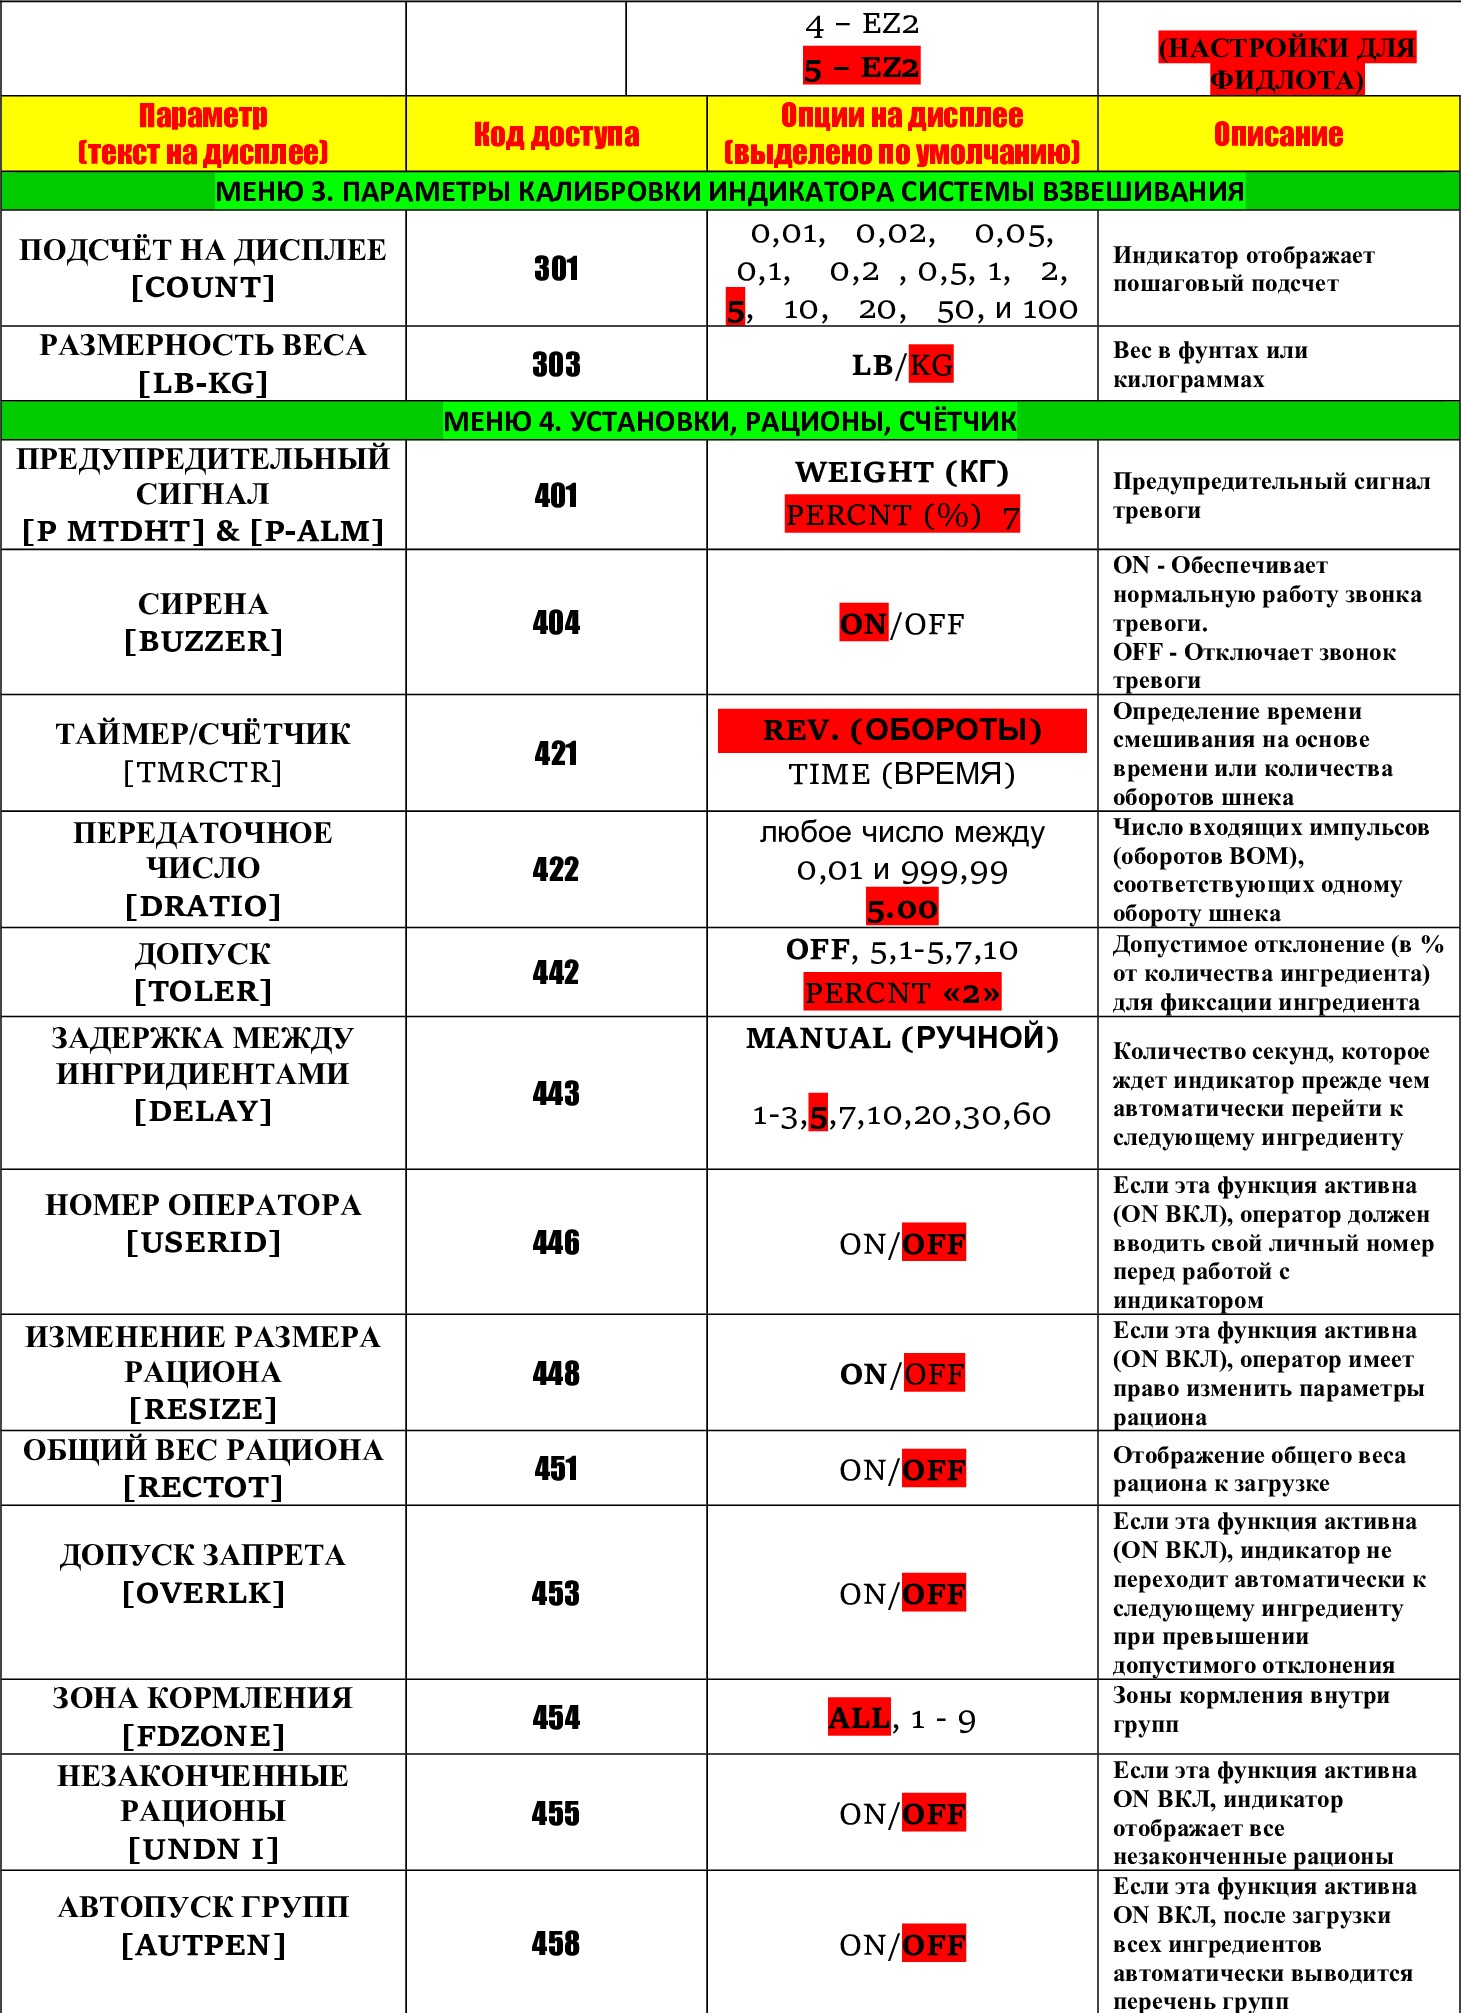 4 – EZ2
5 – EZ2
(НАСТРОЙКИ ДЛЯ
ФИДЛОТА)
Параметр
(текст на дисплее)
Код доступа
Опции на дисплее
(выделено по умолчанию)
Описание
МЕНЮ 3. ПАРАМЕТРЫ КАЛИБРОВКИ ИНДИКАТОРА СИСТЕМЫ ВЗВЕШИВАНИЯ
ПОДСЧЁТ НА ДИСПЛЕЕ
[COUNT]
301
0,01, 0,02, 0,05,
0,1, 0,2 , 0,5, 1, 2,
5, 10, 20, 50, и 100
Индикатор отображает
пошаговый подсчет
РАЗМЕРНОСТЬ ВЕСА
[LB-KG]
303
LB/KG
Вес в фунтах или
килограммах
МЕНЮ 4. УСТАНОВКИ, РАЦИОНЫ, СЧЁТЧИК
ПРЕДУПРЕДИТЕЛЬНЫЙ
СИГНАЛ
[P MTDHT] & [P-ALM]
401
WEIGHT (КГ)
PERCNT (%) 7
Предупредительный сигнал
тревоги
СИРЕНА
[BUZZER]
404
ON/OFF
ON - Обеспечивает
нормальную работу звонка
тревоги.
OFF - Отключает звонок
тревоги
ТАЙМЕР/СЧЁТЧИК
[TMRCTR]
421
REV. (ОБОРОТЫ)
TIME (ВРЕМЯ)
Определение времени
смешивания на основе
времени или количества
оборотов шнека
ПЕРЕДАТОЧНОЕ
ЧИСЛО
[DRATIO]
422
любое число между
0,01 и 999,99
5.00
Число входящих импульсов
(оборотов ВОМ),
соответствующих одному
обороту шнека
ДОПУСК
[TOLER]
442
OFF, 5,1-5,7,10
PERCNT «2»
Допустимое отклонение (в %
от количества ингредиента)
для фиксации ингредиента
ЗАДЕРЖКА МЕЖДУ
ИНГРИДИЕНТАМИ
[DELAY]
443
MANUAL (РУЧНОЙ)
1-3,5,7,10,20,30,60
Количество секунд, которое
ждет индикатор прежде чем
автоматически перейти к
следующему ингредиенту
НОМЕР ОПЕРАТОРА
[USERID]
446
ON/OFF
Если эта функция активна
(ON ВКЛ), оператор должен
вводить свой личный номер
перед работой с
индикатором
ИЗМЕНЕНИЕ РАЗМЕРА
РАЦИОНА
[RESIZE]
448
ON/OFF
Если эта функция активна
(ON ВКЛ), оператор имеет
право изменить параметры
рациона
ОБЩИЙ ВЕС РАЦИОНА
[RECTOT]
451
ON/OFF
Отображение общего веса
рациона к загрузке
ДОПУСК ЗАПРЕТА
[OVERLK]
453
ON/OFF
Если эта функция активна
(ON ВКЛ), индикатор не
переходит автоматически к
следующему ингредиенту
при превышении
допустимого отклонения
ЗОНА КОРМЛЕНИЯ
[FDZONE]
454
ALL, 1 - 9
Зоны кормления внутри
групп
НЕЗАКОНЧЕННЫЕ
РАЦИОНЫ
[UNDN I]
455
ON/OFF
Если эта функция активна
ON ВКЛ, индикатор
отображает все
незаконченные рационы
АВТОПУСК ГРУПП
[AUTPEN]
458
ON/OFF
Если эта функция активна
ON ВКЛ, после загрузки
всех ингредиентов
автоматически выводится
перечень групп